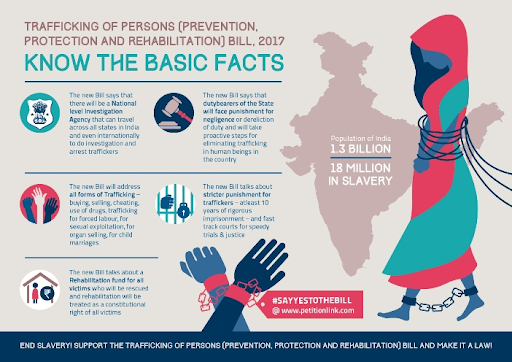 TRAFFICKING OF PERSONS (PREVENTION,
PROTECTION AND REHABILITATION) BILL, 2017
KNOW THE BASIC FACTS
The new Bill says that
there will be a National
level Investigation
Agency that can travel
across all states in India
and even internationally
to do investigation and
arrest traffickers
The new Bill says that
dutybearers of the State
will face punishment for
negligence or dereliction
of duty and will take
proactive steps for
eliminating trafficking
in human beings in
the country
The new Bill will address
all forms of Trafficking –
buying, selling, cheating,
use of drugs, trafficking
for forced labour, for
sexual exploitation, for
organ selling, for child
marriages
The new Bill talks about
stricter punishment for
traffickers - atleast 10
years of rigorous
imprisonment - and fast
track courts for speedy
trials & justice
The new Bill talks about a
Rehabilitation fund for all
victims who will be rescued
and rehabilitation will be
treated as a constitutional
right of all victims
Population of India
1.3 BILLION
18 MILLION
IN SLAVERY
#SAYYESTOTHEBILL
@ www.petitionlink.com
END SLAVERY! SUPPORT THE TRAFFICKING OF PERSONS (PREVENTION, PROTECTION AND REHABILITATION) BILL AND MAKE IT A LAW!